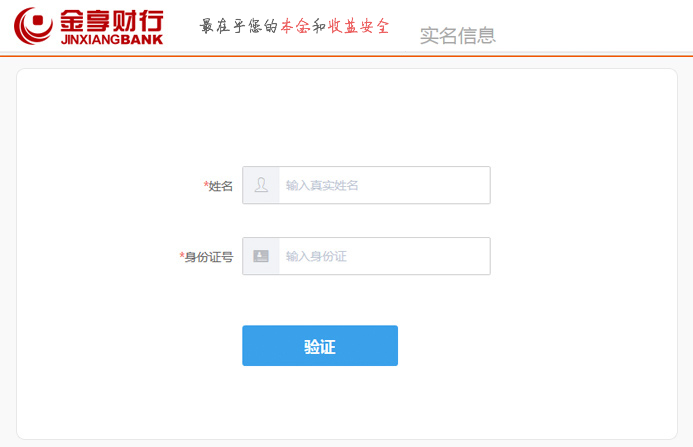 金享财行
JINXIANGBANK
最在乎您的本金和收益安全
实名信息
*姓名
输入真实姓名
*身份证号
输入身份证
验证